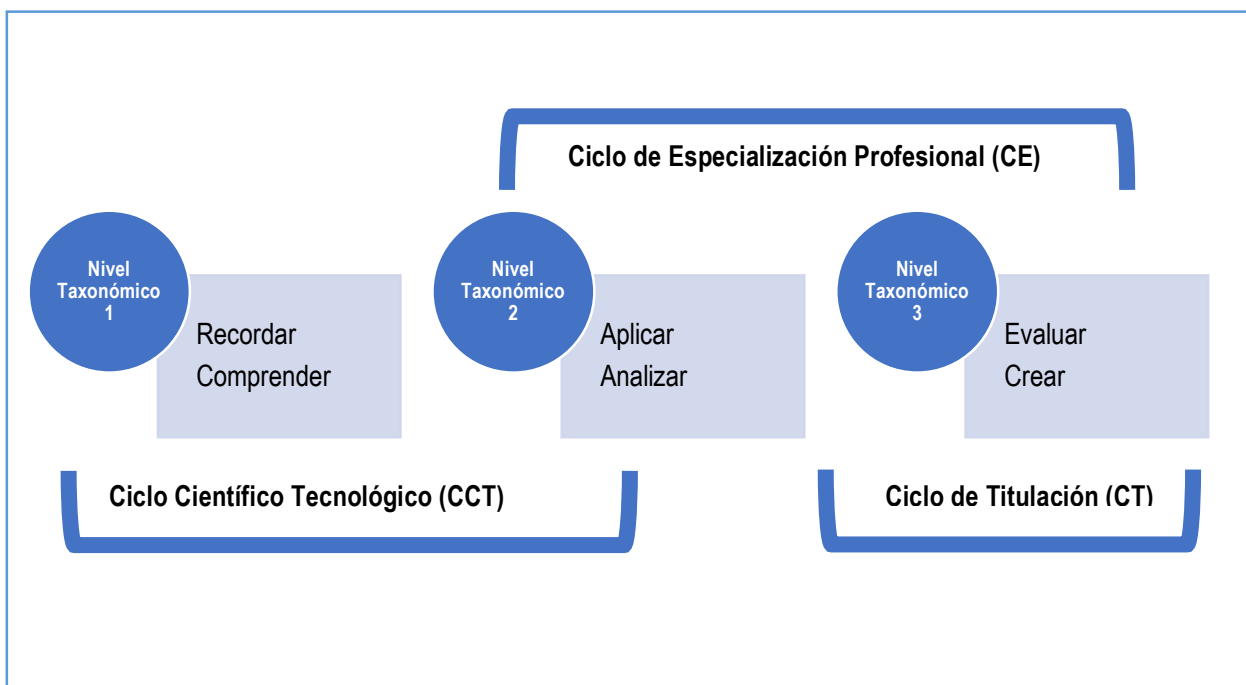 Ciclo de Especialización Profesional (CE)
Nivel
Taxonómico
1
Recordar
Comprender
Nivel
Taxonómico
2
Aplicar
Analizar
Nivel
Taxonómico
3
Evaluar
Crear
Ciclo Científico Tecnológico (CCT)
Ciclo de Titulación (CT)